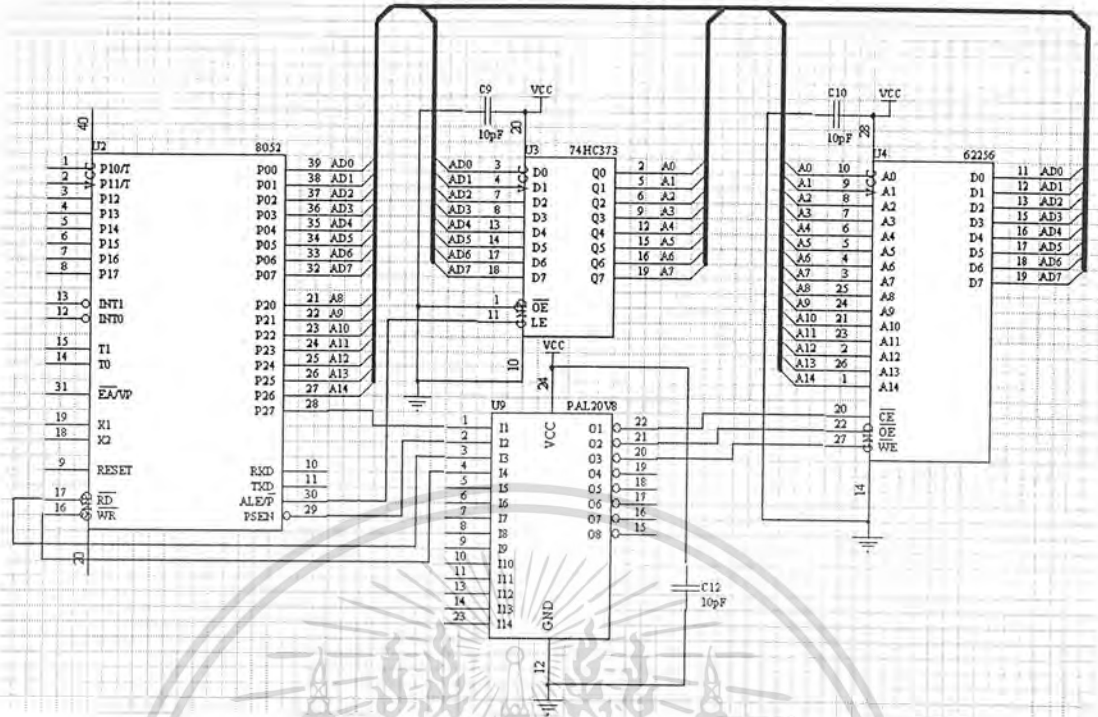 C9
VCC
10pF
20
C10
VCC
10pF
28
40
U2 8052
1 P10/T
2 P11/T
3 P12
4 P13
5 P14
6 P15
7 P16
8 P17
VCC
13 INT1
12 INT0
15 T1
14 T0
31 EA/VP
19 X1
18 X2
9 RESET
17 RD
16 WR
GND
20
P00 39 AD0
P01 38 AD1
P02 37 AD2
P03 36 AD3
P04 35 AD4
P05 34 AD5
P06 33 AD6
P07 32 AD7
P20 21 A8
P21 22 A9
P22 23 A10
P23 24 A11
P24 25 A12
P25 26 A13
P26 27 A14
P27 28
RXD 10
TXD 11
ALE/P 30
PSEN 29
U3 74HC373
AD0 3 D0
AD1 4 D1
AD2 7 D2
AD3 8 D3
AD4 13 D4
AD5 14 D5
AD6 17 D6
AD7 18 D7
VCC
1 OE
11 LE
GND
10
Q0 2 A0
Q1 5 A1
Q2 6 A2
Q3 9 A3
Q4 12 A4
Q5 15 A5
Q6 16 A6
Q7 19 A7
U4 62256
A0 10 A0
A1 9 A1
A2 8 A2
A3 7 A3
A4 6 A4
A5 5 A5
A6 4 A6
A7 3 A7
A8 25 A8
A9 24 A9
A10 21 A10
A11 23 A11
A12 2 A12
A13 26 A13
A14 1 A14
VCC
20 CE
22 OE
27 WE
GND
14
D0 11 AD0
D1 12 AD1
D2 13 AD2
D3 15 AD3
D4 16 AD4
D5 17 AD5
D6 18 AD6
D7 19 AD7
VCC
24
U9 PAL20V8
1 I1
2 I2
3 I3
4 I4
5 I5
6 I6
7 I7
8 I8
9 I9
10 I10
11 I11
13 I12
14 I13
23 I14
VCC
GND
12
O1 22
O2 21
O3 20
O4 19
O5 18
O6 17
O7 16
O8 15
C12
10pF